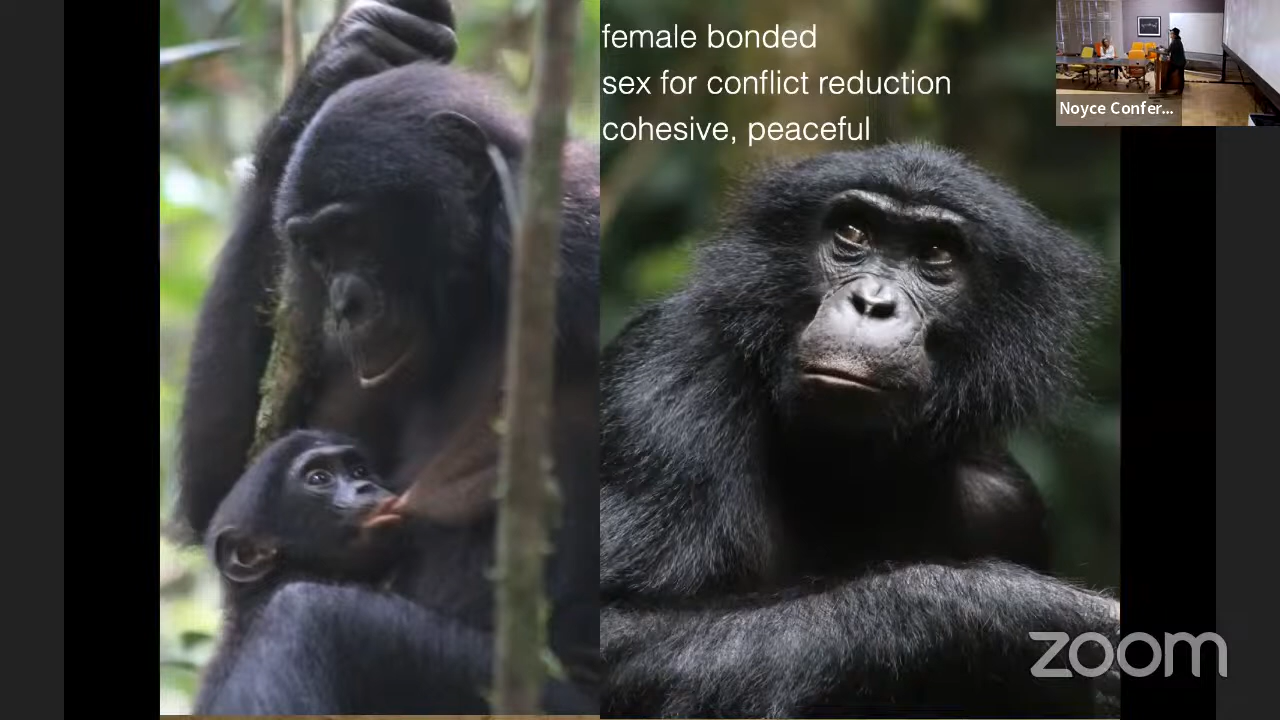 female bonded
sex for conflict reduction
cohesive, peaceful
Noyce Confer...
zoom